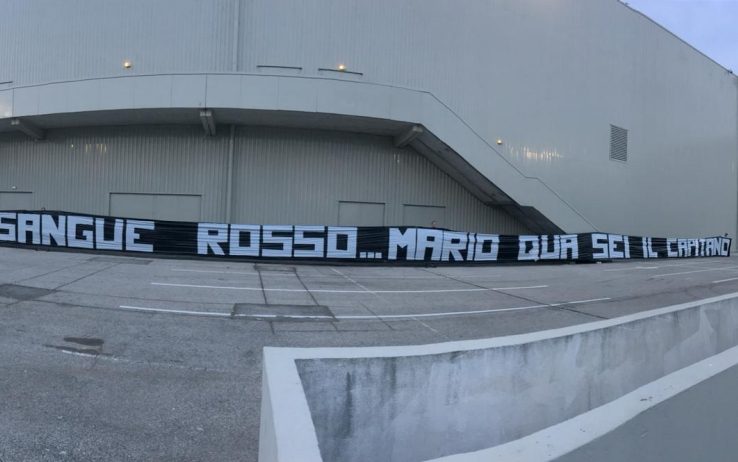 SANGUE ROSSO... MARIO QUA SEI IL CAPITANO